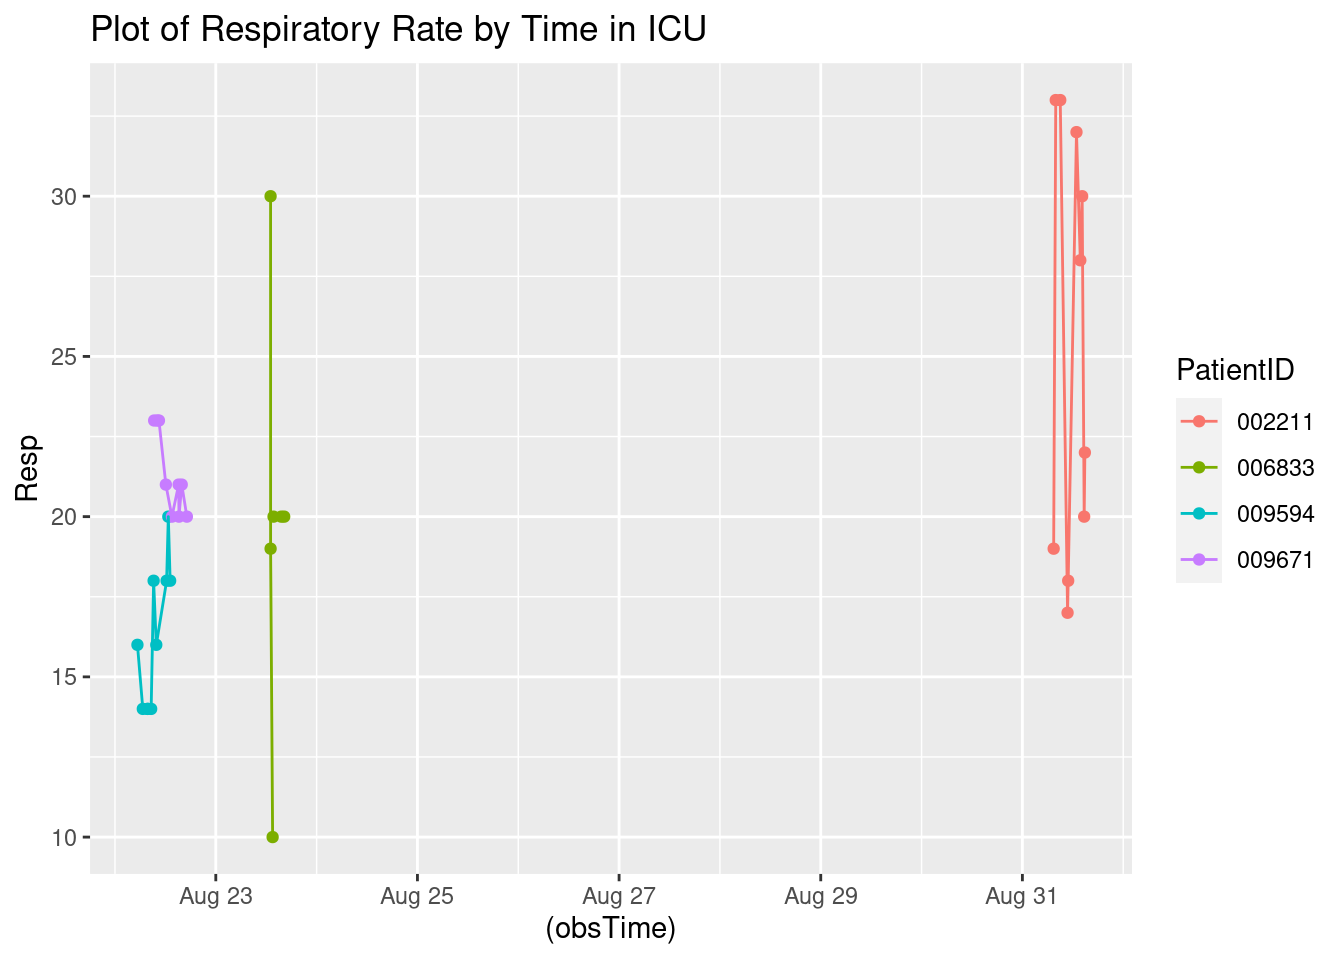 Plot of Respiratory Rate by Time in ICU
Resp
30
25
20
15
10
Aug 23 Aug 25 Aug 27 Aug 29 Aug 31
(obsTime)
PatientID
002211
006833
009594
009671